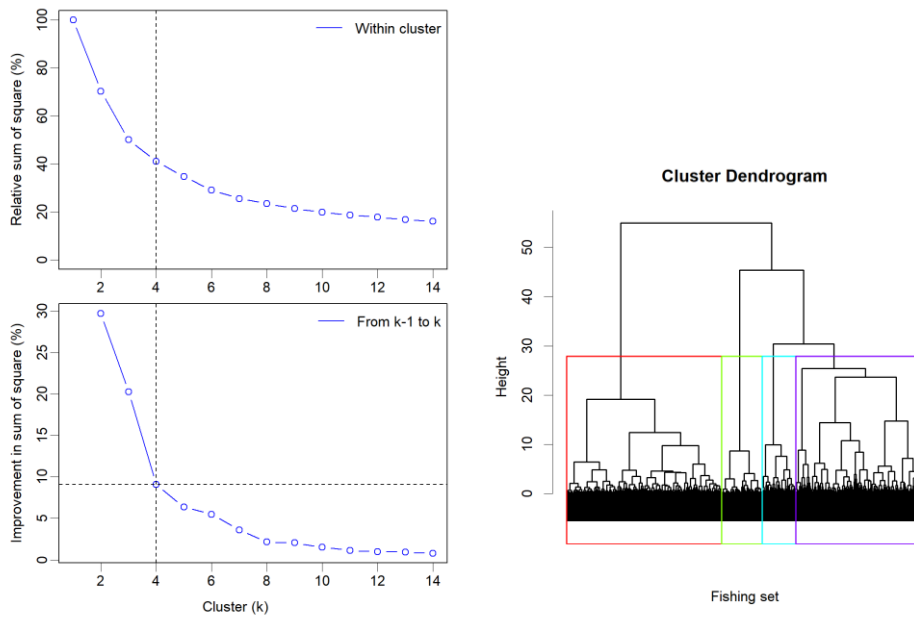 Relative sum of square (%)
100
80
60
40
20
0
Within cluster
2 4 6 8 10 12 14
Improvement in sum of square (%)
30
25
20
15
10
5
0
From k-1 to k
2 4 6 8 10 12 14
Cluster (k)
Cluster Dendrogram
Height
50
40
30
20
10
0
Fishing set